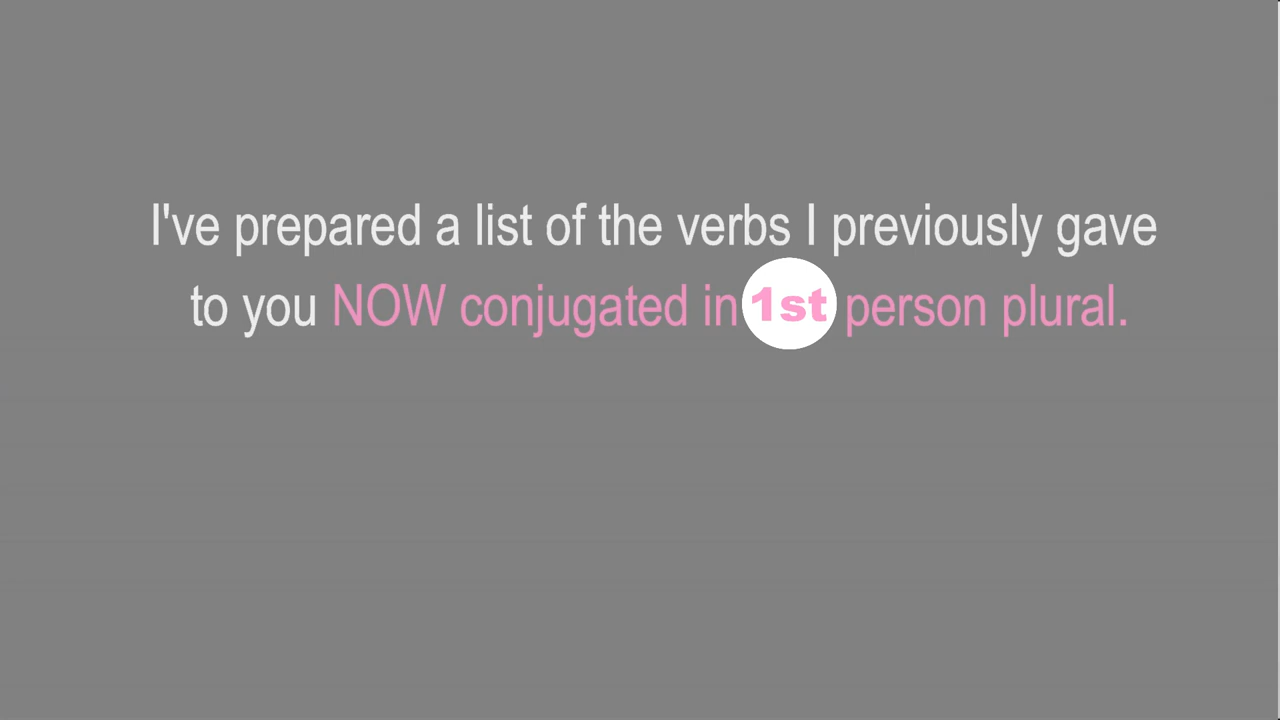 I've prepared a list of the verbs I previously gave
to you NOW conjugated in 1st person plural.